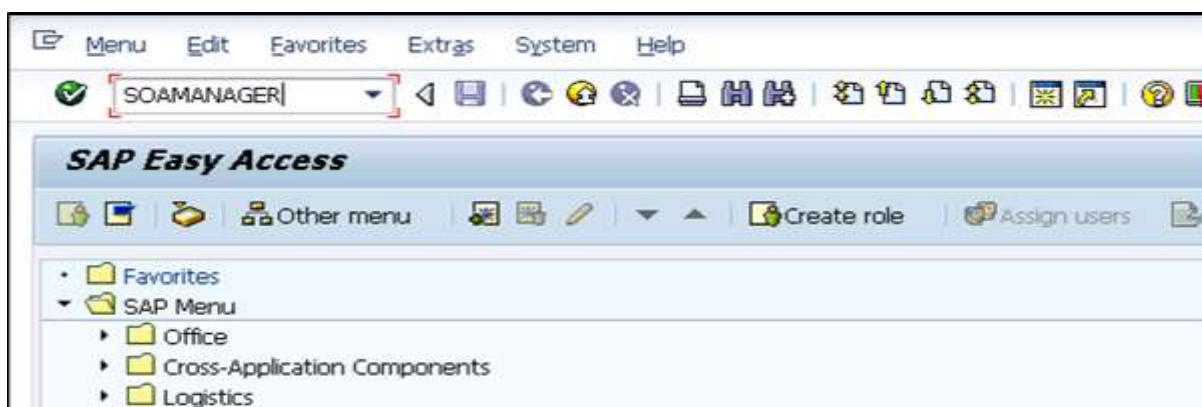 Menu Edit Favorites Extras System Help
SOAMANAGER
SAP Easy Access
Other menu Create role Assign users
Favorites
SAP Menu
Office
Cross-Application Components
Logistics